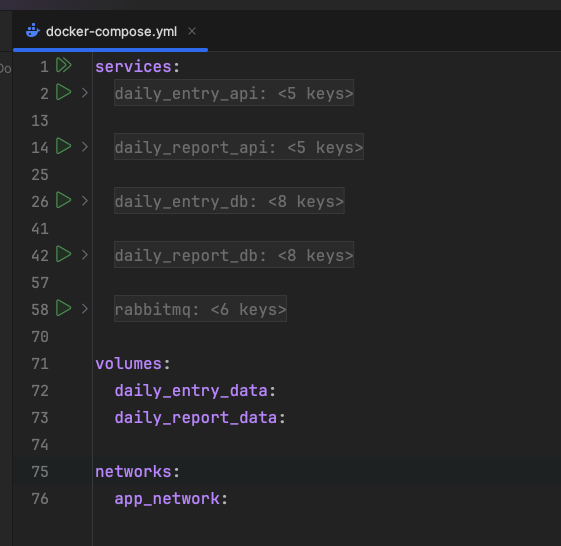 docker-compose.yml ×
Do
1 services:
2 daily_entry_api: <5 keys>
13
14 daily_report_api: <5 keys>
25
26 daily_entry_db: <8 keys>
41
42 daily_report_db: <8 keys>
57
58 rabbitmq: <6 keys>
70
71 volumes:
72 daily_entry_data:
73 daily_report_data:
74
75 networks:
76 app_network: